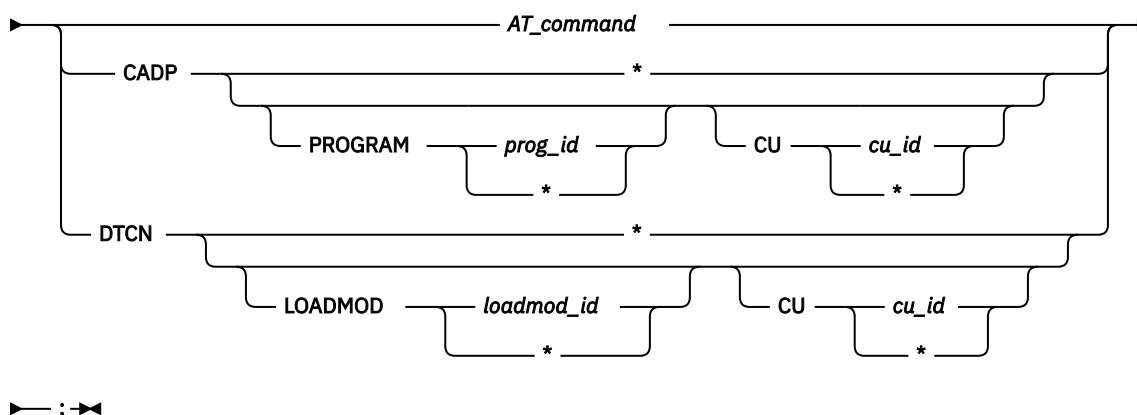 AT_command
CADP *
PROGRAM prog_id CU cu_id
* *
DTCN *
LOADMOD loadmod_id CU cu_id
* *
;